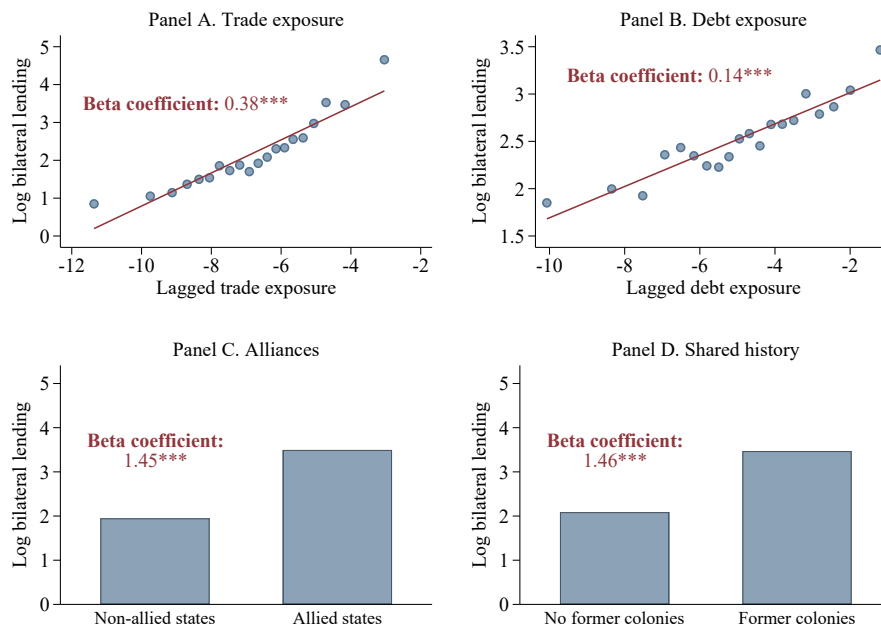 Panel A. Trade exposure
Log bilateral lending
5
4
3
2
1
0
Beta coefficient: 0.38***
-12
-10
-8
-6
-4
-2
Lagged trade exposure
Panel B. Debt exposure
Log bilateral lending
3.5
3
2.5
2
1.5
Beta coefficient: 0.14***
-10
-8
-6
-4
-2
Lagged debt exposure
Panel C. Alliances
Log bilateral lending
5
4
3
2
1
0
Beta coefficient:
1.45***
Non-allied states
Allied states
Panel D. Shared history
Log bilateral lending
5
4
3
2
1
0
Beta coefficient:
1.46***
No former colonies
Former colonies